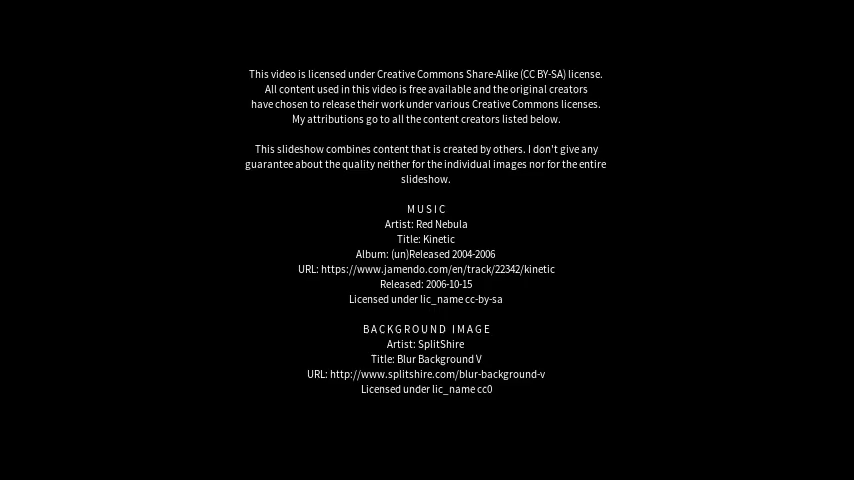 This video is licensed under Creative Commons Share-Alike (CC BY-SA) license.
All content used in this video is free available and the original creators
have chosen to release their work under various Creative Commons licenses.
My attributions go to all the content creators listed below.
This slideshow combines content that is created by others. I don't give any
guarantee about the quality neither for the individual images nor for the entire
slideshow.
MUSIC
Artist: Red Nebula
Title: Kinetic
Album: (un)Released 2004-2006
URL: https://www.jamendo.com/en/track/22342/kinetic
Released: 2006-10-15
Licensed under lic_name cc-by-sa
BACKGROUND IMAGE
Artist: SplitShire
Title: Blur Background V
URL: http://www.splitshire.com/blur-background-v
Licensed under lic_name cc0